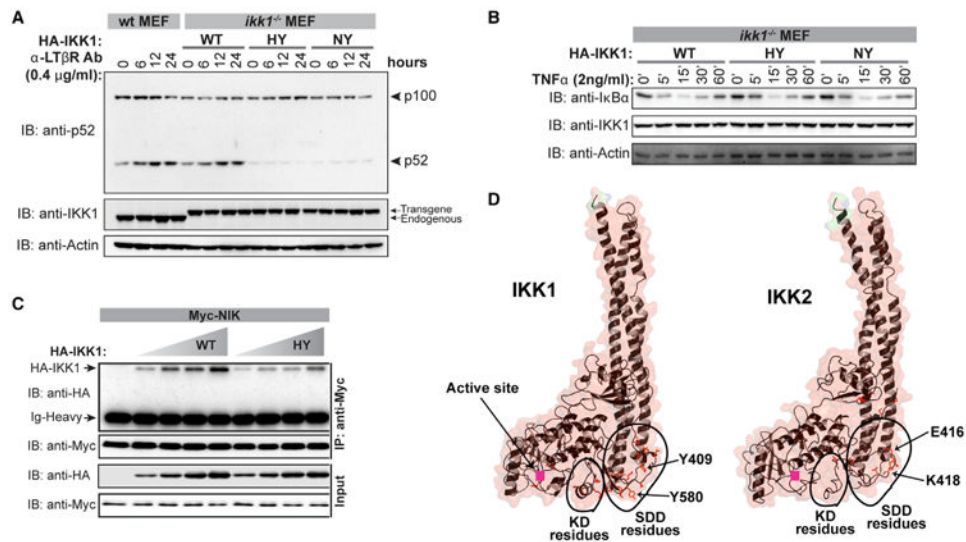 A
wt MEF
ikk1-/- MEF
HA-IKK1:
WT
HY
NY
α-LTβR Ab
(0.4 μg/ml):
0 6 12 24 0 6 12 24 0 6 12 24 0 6 12 24
hours
IB: anti-p52
p100
p52
IB: anti-IKK1
Transgene
Endogenous
IB: anti-Actin
B
ikk1-/- MEF
HA-IKK1:
WT
HY
NY
TNFα (2ng/ml)
0' 5' 15' 30' 60' 0' 5' 15' 30' 60' 0' 5' 15' 30' 60'
IB: anti-IκBα
IB: anti-IKK1
IB: anti-Actin
C
Myc-NIK
HA-IKK1:
WT
HY
HA-IKK1
IB: anti-HA
Ig-Heavy
IB: anti-Myc
IP: anti-Myc
IB: anti-HA
IB: anti-Myc
Input
D
IKK1
IKK2
Active site
Y409
Y580
KD
residues
SDD
residues
E416
K418
KD
residues
SDD
residues